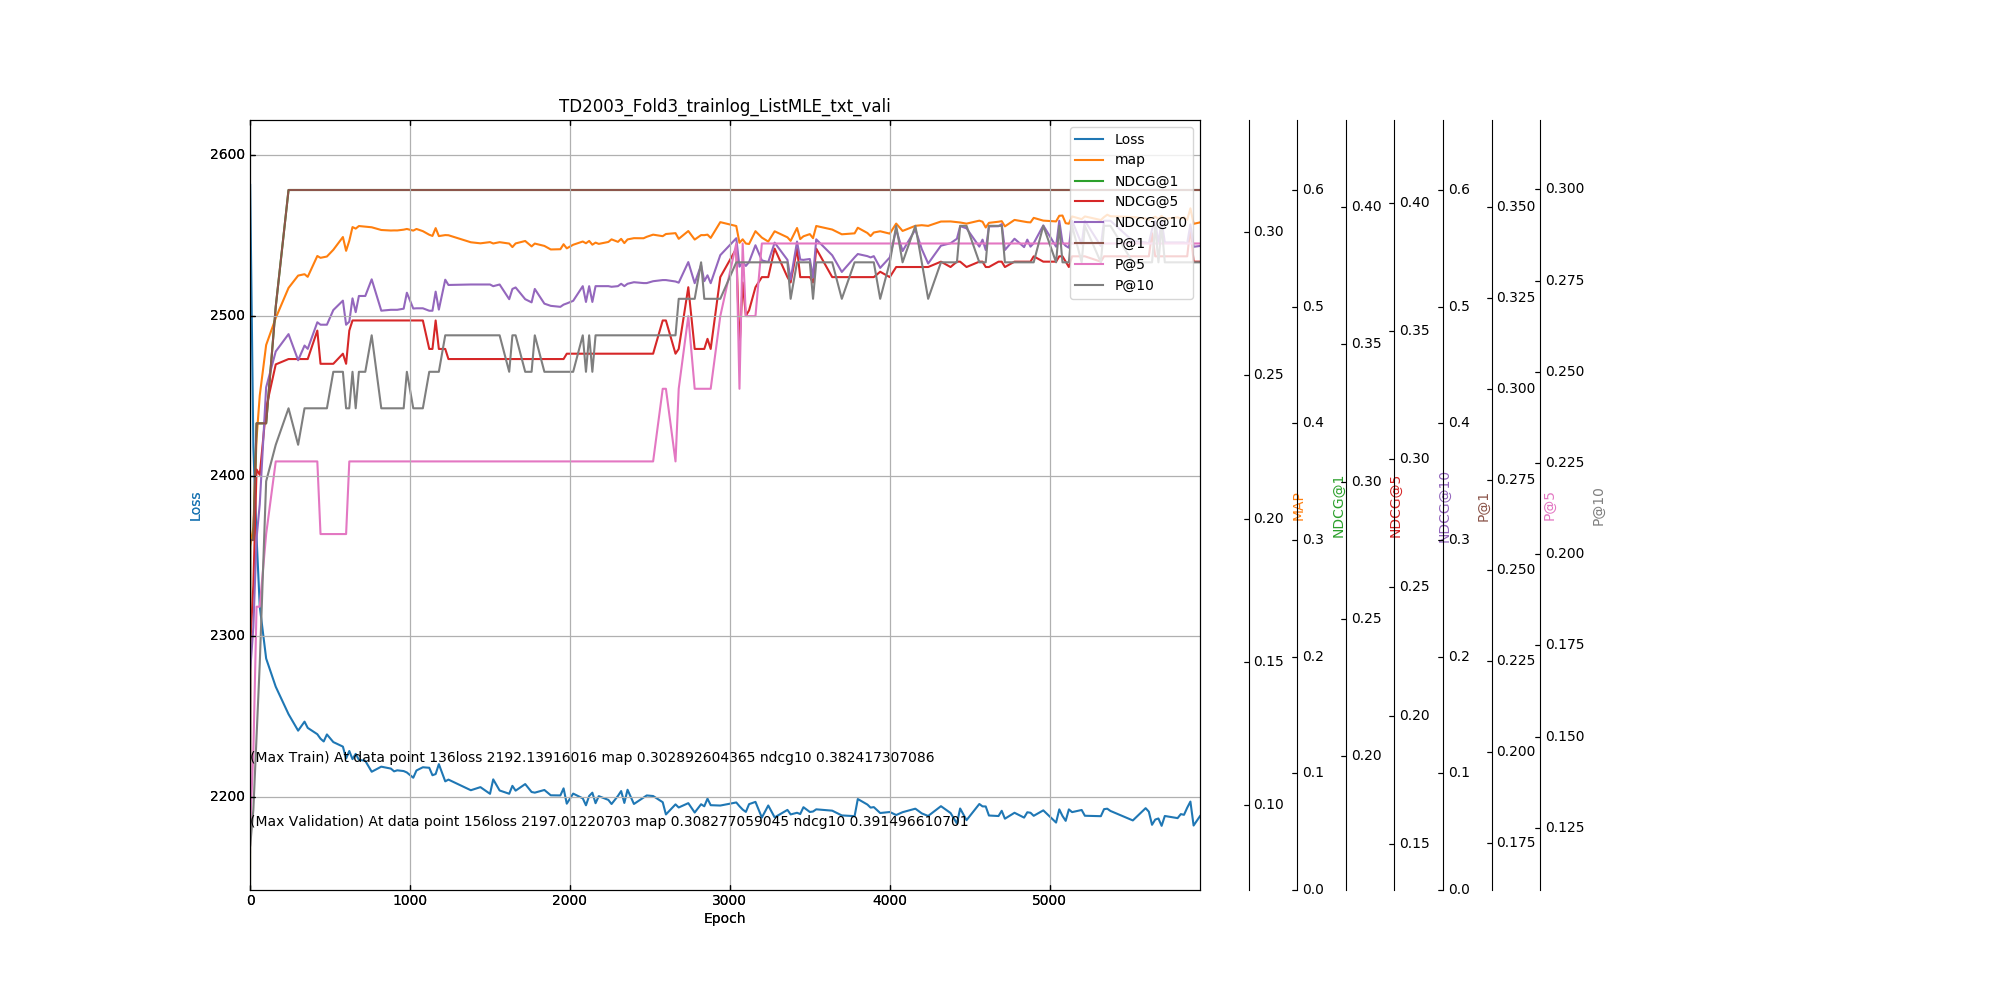 TD2003_Fold3_trainlog_ListMLE_txt_vali
Loss
map
NDCG@1
NDCG@5
NDCG@10
P@1
P@5
P@10
2600
2500
2400
2300
2200
Loss
(Max Train) At data point 136loss 2192.13916016 map 0.302892604365 ndcg10 0.382417307086
(Max Validation) At data point 156loss 2197.01220703 map 0.308277059045 ndcg10 0.391496610701
0 1000 2000 3000 4000 5000
Epoch
0.30
0.25
0.20
0.15
0.10
MAP
0.6
0.5
0.4
0.3
0.2
0.1
0.0
NDCG@1
0.40
0.35
0.30
0.25
0.20
NDCG@5
0.40
0.35
0.30
0.25
0.20
0.15
NDCG@10
0.6
0.5
0.4
0.3
0.2
0.1
0.0
P@1
0.350
0.325
0.300
0.275
0.250
0.225
0.200
0.175
P@5
0.300
0.275
0.250
0.225
0.200
0.175
0.150
0.125
P@10